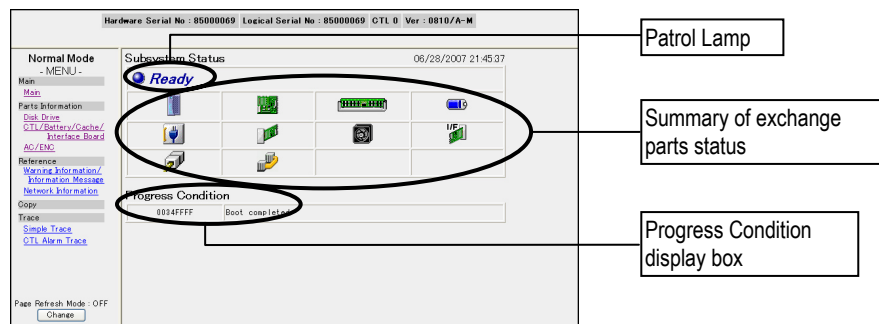 Hardware Serial No : 85000069 Logical Serial No : 85000069 CTL 0 Ver : 0810/A-M
Normal Mode
- MENU -
Main
Main
Parts Information
Disk Drive
CTL/Battery/Cache/
Interface Board
AC/ENC
Reference
Warning Information/
Information Message
Network Information
Copy
Trace
Simple Trace
CTL Alarm Trace
Page Refresh Mode : OFF
Change
Subsystem Status
06/28/2007 21:45:37
Ready
I/F
Progress Condition
0034FFFF
Boot completed
Patrol Lamp
Summary of exchange
parts status
Progress Condition
display box